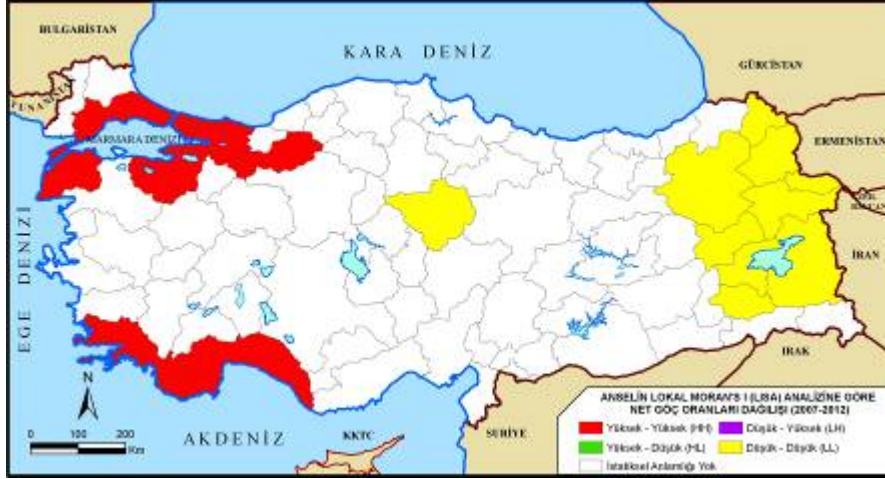 BULGARİSTAN
KARA DENİZ
GÜRCİSTAN
YUNANİSTAN
MARMARA DENİZİ
ERMENİSTAN
EGE DENİZİ
İRAN
N
IRAK
AKDENİZ
KKTC
SURİYE
0 100 200
Km
ANSELİN LOKAL MORAN'S I (LISA) ANALİZİNE GÖRE
NET GÖÇ ORANLARI DAĞILIŞI (2007-2012)
Yüksek - Yüksek (HH) Düşük - Yüksek (LH)
Yüksek - Düşük (HL) Düşük - Düşük (LL)
İstatiksel Anlamlığı Yok